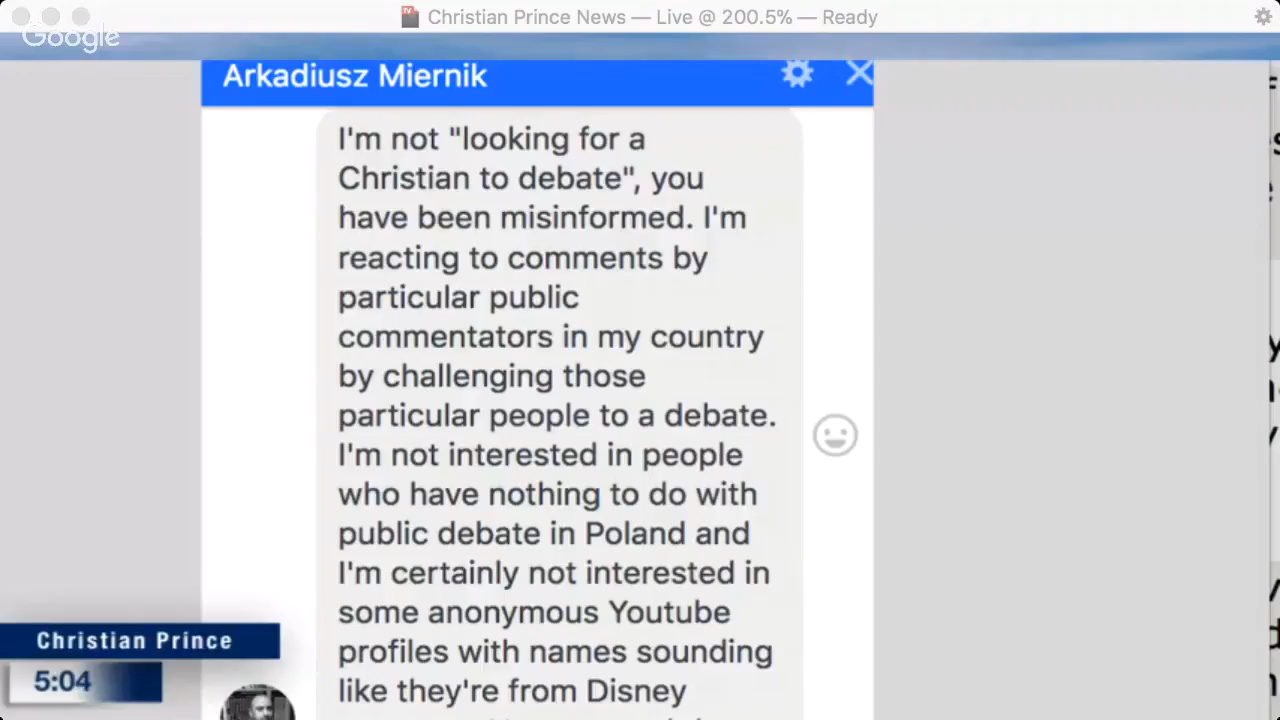 Christian Prince News — Live @ 200.5% — Ready
Google
Arkadiusz Miernik
I'm not "looking for a
Christian to debate", you
have been misinformed. I'm
reacting to comments by
particular public
commentators in my country
by challenging those
particular people to a debate.
I'm not interested in people
who have nothing to do with
public debate in Poland and
I'm certainly not interested in
some anonymous Youtube
profiles with names sounding
like they're from Disney
Christian Prince
5:04